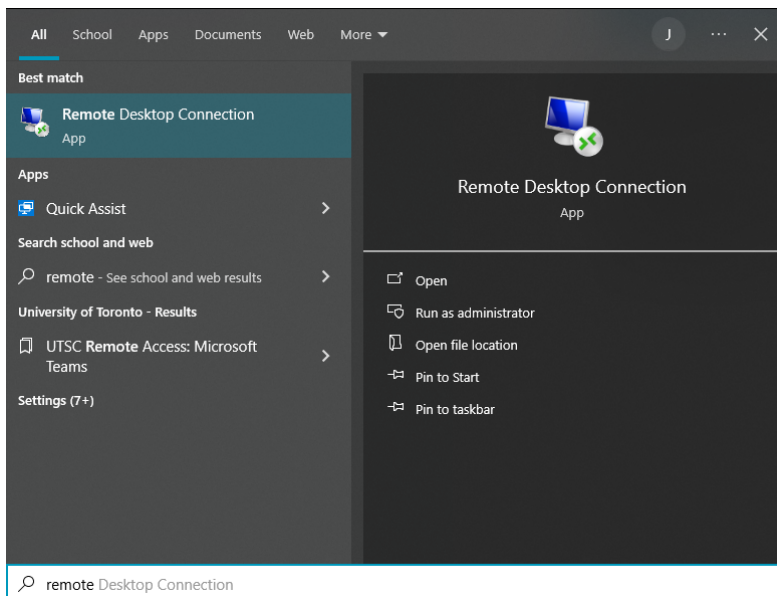 All School Apps Documents Web More J
Best match
Remote Desktop Connection
App
Apps
Quick Assist
Search school and web
remote - See school and web results
University of Toronto - Results
UTSC Remote Access: Microsoft
Teams
Settings (7+)
Remote Desktop Connection
App
Open
Run as administrator
Open file location
Pin to Start
Pin to taskbar
remote Desktop Connection